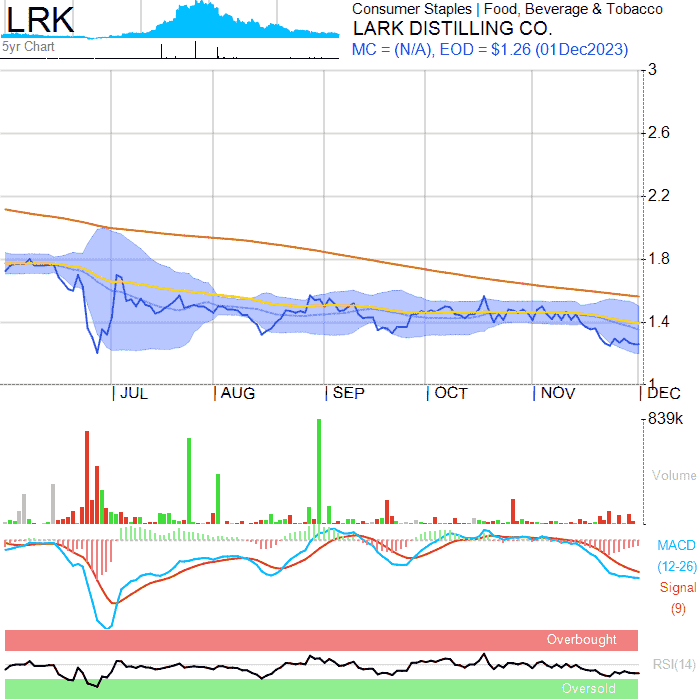 LRK
5yr Chart
Consumer Staples | Food, Beverage & Tobacco
LARK DISTILLING CO.
MC = (N/A), EOD = $1.26 (01Dec2023)
3
2.6
2.2
1.8
1.4
1
JUL AUG SEP OCT NOV DEC
839k
Volume
MACD
(12-26)
Signal
(9)
Overbought
RSI(14)
Oversold